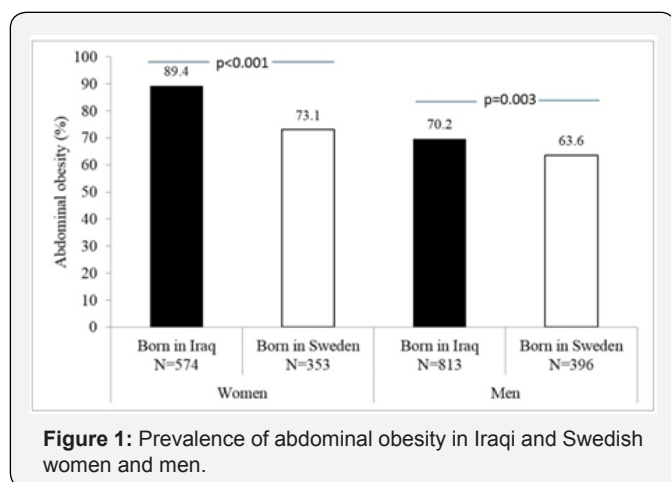 100
90
80
70
60
50
40
30
20
10
0
Abdominal obesity (%)
p<0.001
89.4
73.1
p=0.003
70.2
63.6
Born in Iraq
N=574
Born in Sweden
N=353
Born in Iraq
N=813
Born in Sweden
N=396
Women
Men
Figure 1: Prevalence of abdominal obesity in Iraqi and Swedish
women and men.